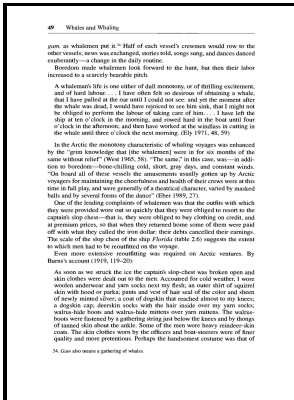 49 Whales and Whaling
gam, as whalemen put it.34 Half of each vessel's crewmen would row to the
other vessels; news was exchanged, stories told, songs sung, and dances danced
exuberantly—a change in the daily routine.
Boredom made whalemen look forward to the hunt, but then their labor
increased to a scarcely bearable pitch.
A whaleman's life is one either of dull monotony, or of thrilling excitement,
and of hard labour. . . . I have often felt so desirous of obtaining a whale,
that I have pulled at the oar until I could not see: and yet the moment after
the whale was dead, I would have rejoiced to see him sink, that I might not
be obliged to perform the labour of taking care of him. . . . I have left the
ship at ten o'clock in the morning, and rowed hard in the boat until four
o'clock in the afternoon; and then have worked at the windlass in cutting in
the whale until three o'clock the next morning. (Ely 1971, 48, 59)
In the Arctic the monotony characteristic of whaling voyages was enhanced
by the "grim knowledge that [the whalemen] were in for six months of the
same without relief" (West 1965, 58). "The same," in this case, was—in addi-
tion to boredom—bone-chilling cold, short, gray days, and constant winds.
"On board all of these vessels the amusements usually gotten up by Arctic
voyagers for maintaining the cheerfulness and health of their crews were at this
time in full play, and were generally of a theatrical character, varied by masked
balls and by several forms of the dance" (Eber 1989, 27).
One of the leading complaints of whalemen was that the outfits with which
they were provided wore out so quickly that they were obliged to resort to the
captain's slop chest—that is, they were obliged to buy clothing on credit, and
at premium prices, so that when they returned home some of them were paid
off with what they called the iron dollar: their debts cancelled their earnings.
The scale of the slop chest of the ship Florida (table 2.6) suggests the extent
to which men had to be reoutfitted on the voyage.
Even more extensive reoutfitting was required on Arctic ventures. By
Burns's account (1919, 119–20):
As soon as we struck the ice the captain's slop-chest was broken open and
skin clothes were dealt out to the men. Accounted for cold weather, I wore
woolen underwear and yarn socks next my flesh; an outer shirt of squirrel
skin with hood or parka; pants and vest of hair seal of the color and sheen
of newly minted silver; a coat of dogskin that reached almost to my knees;
a dogskin cap; deerskin socks with the hair inside over my yarn socks;
walrus-hide boots and walrus-hide mittens over yarn mittens. The walrus-
boots were fastened by a gathering string just below the knees and by thongs
of tanned skin about the ankle. Some of the men wore heavy reindeer-skin
coats. The skin clothes worn by the officers and boat-steerers were of finer
quality and more pretentious. Perhaps the handsomest costume was that of
34. Gam also means a gathering of whales.